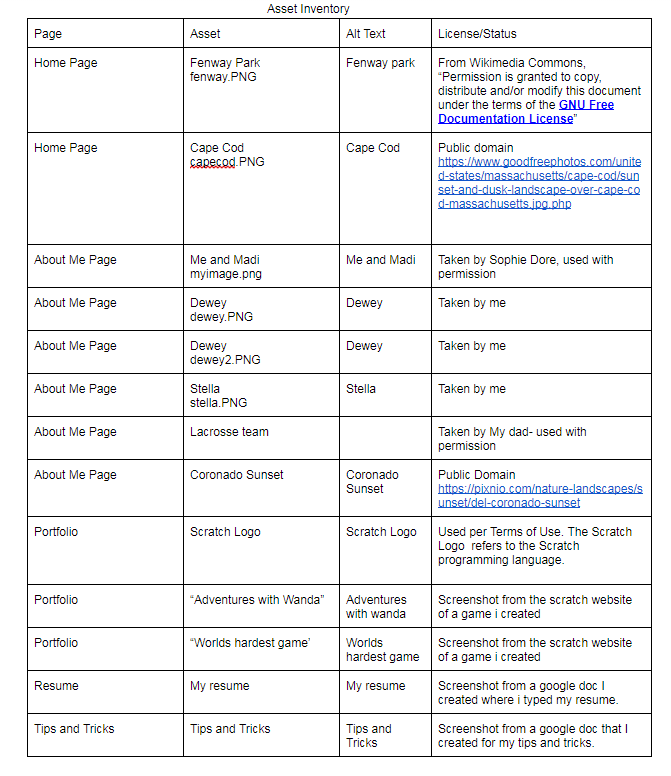 Asset Inventory
Page Asset Alt Text License/Status
Home Page Fenway Park Fenway park From Wikimedia Commons,
fenway.PNG “Permission is granted to copy,
distribute and/or modify this document
under the terms of the GNU Free
Documentation License”
Home Page Cape Cod Cape Cod Public domain
capecod.PNG https://www.goodfreephotos.com/unite
d-states/massachusetts/cape-cod/sun
set-and-dusk-landscape-over-cape-co
d-massachusetts.jpg.php
About Me Page Me and Madi Me and Madi Taken by Sophie Dore, used with
myimage.png permission
About Me Page Dewey Dewey Taken by me
dewey.PNG
About Me Page Dewey Dewey Taken by me
dewey2.PNG
About Me Page Stella Stella Taken by me
stella.PNG
About Me Page Lacrosse team Taken by My dad- used with
permission
About Me Page Coronado Sunset Coronado Public Domain
Sunset https://pixnio.com/nature-landscapes/s
unset/del-coronado-sunset
Portfolio Scratch Logo Scratch Logo Used per Terms of Use. The Scratch
Logo refers to the Scratch
programming language.
Portfolio “Adventures with Wanda” Adventures Screenshot from the scratch website
with wanda of a game i created
Portfolio “Worlds hardest game’ Worlds Screenshot from the scratch website
hardest game of a game i created
Resume My resume My resume Screenshot from a google doc I
created where i typed my resume.
Tips and Tricks Tips and Tricks Tips and Screenshot from a google doc that I
Tricks created for my tips and tricks.